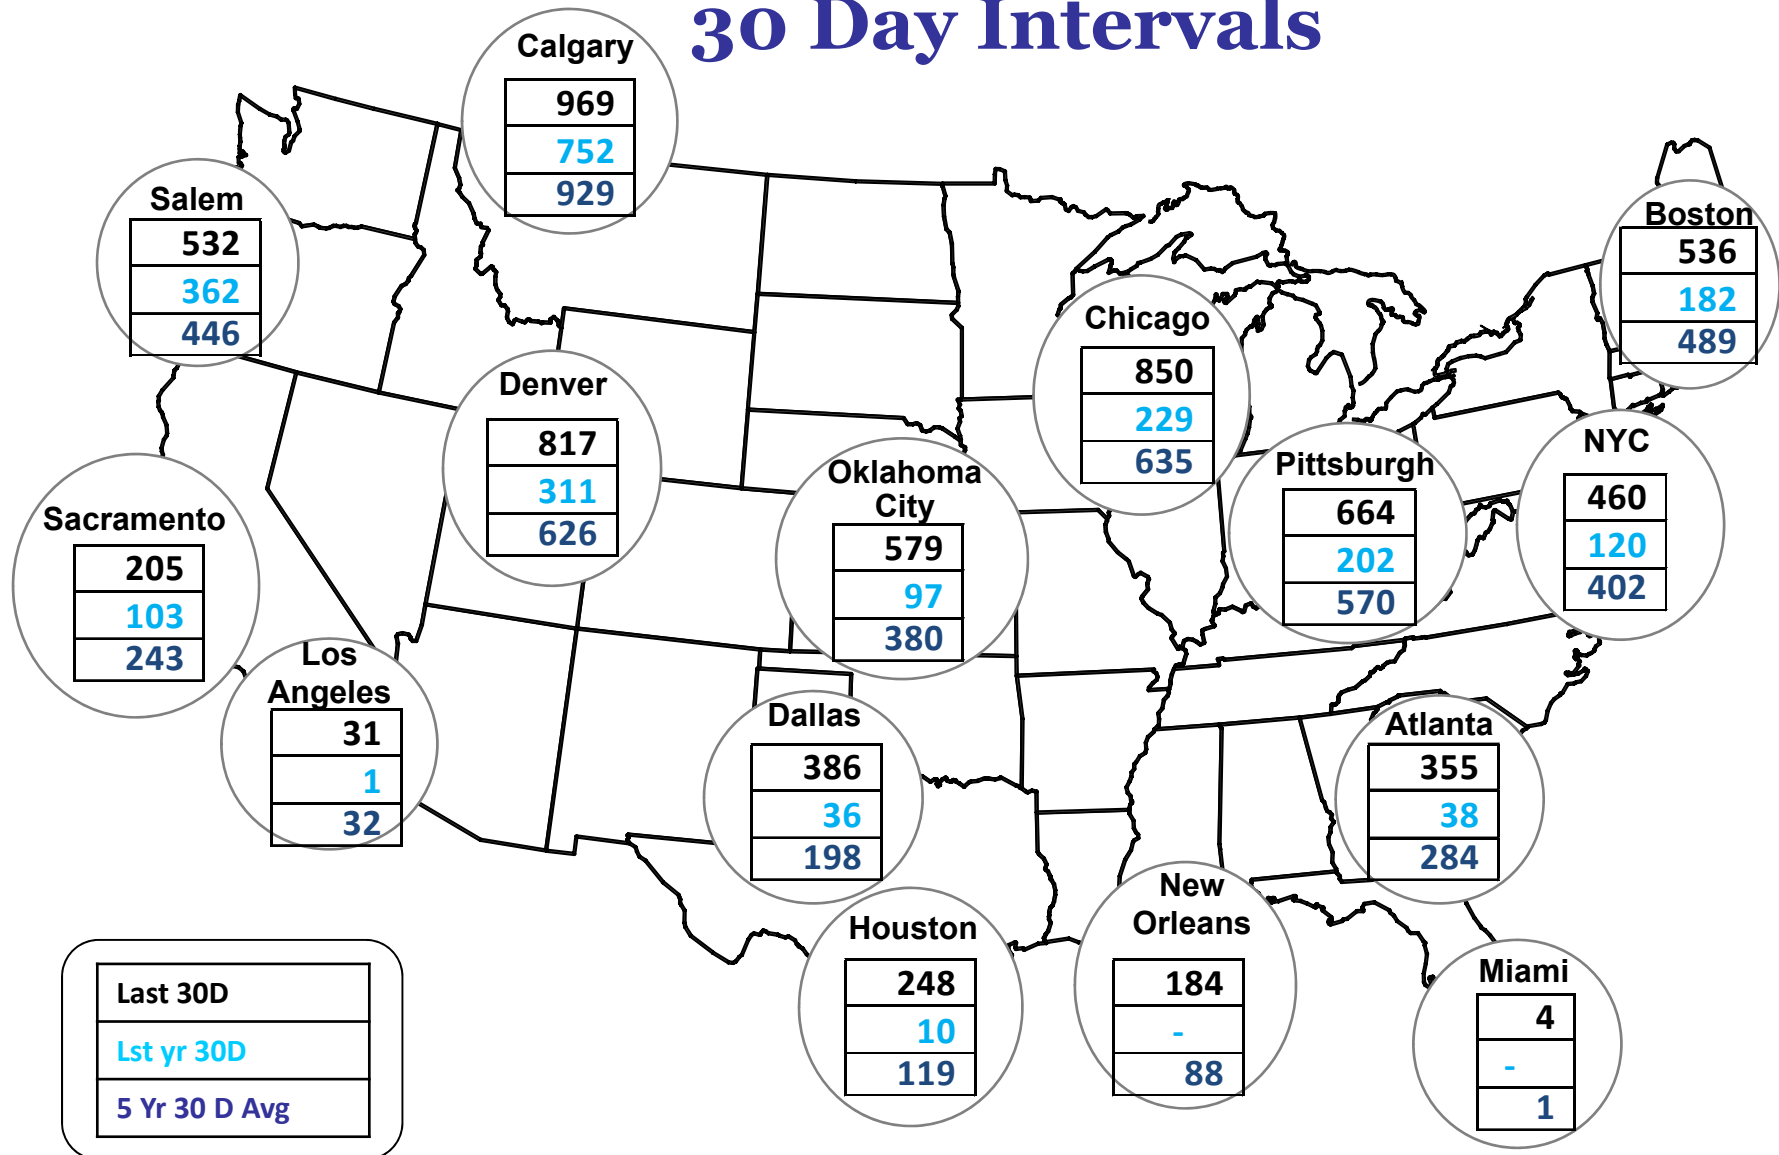 30 Day Intervals
Calgary
969
752
929
Salem
532
362
446
Boston
536
182
489
Chicago
850
229
635
Denver
817
311
626
NYC
460
120
402
Oklahoma
City
579
97
380
Pittsburgh
664
202
570
Sacramento
205
103
243
Los
Angeles
31
1
32
Dallas
386
36
198
Atlanta
355
38
284
New
Orleans
184
-
88
Houston
248
10
119
Miami
4
-
1
Last 30D
Lst yr 30D
5 Yr 30 D Avg